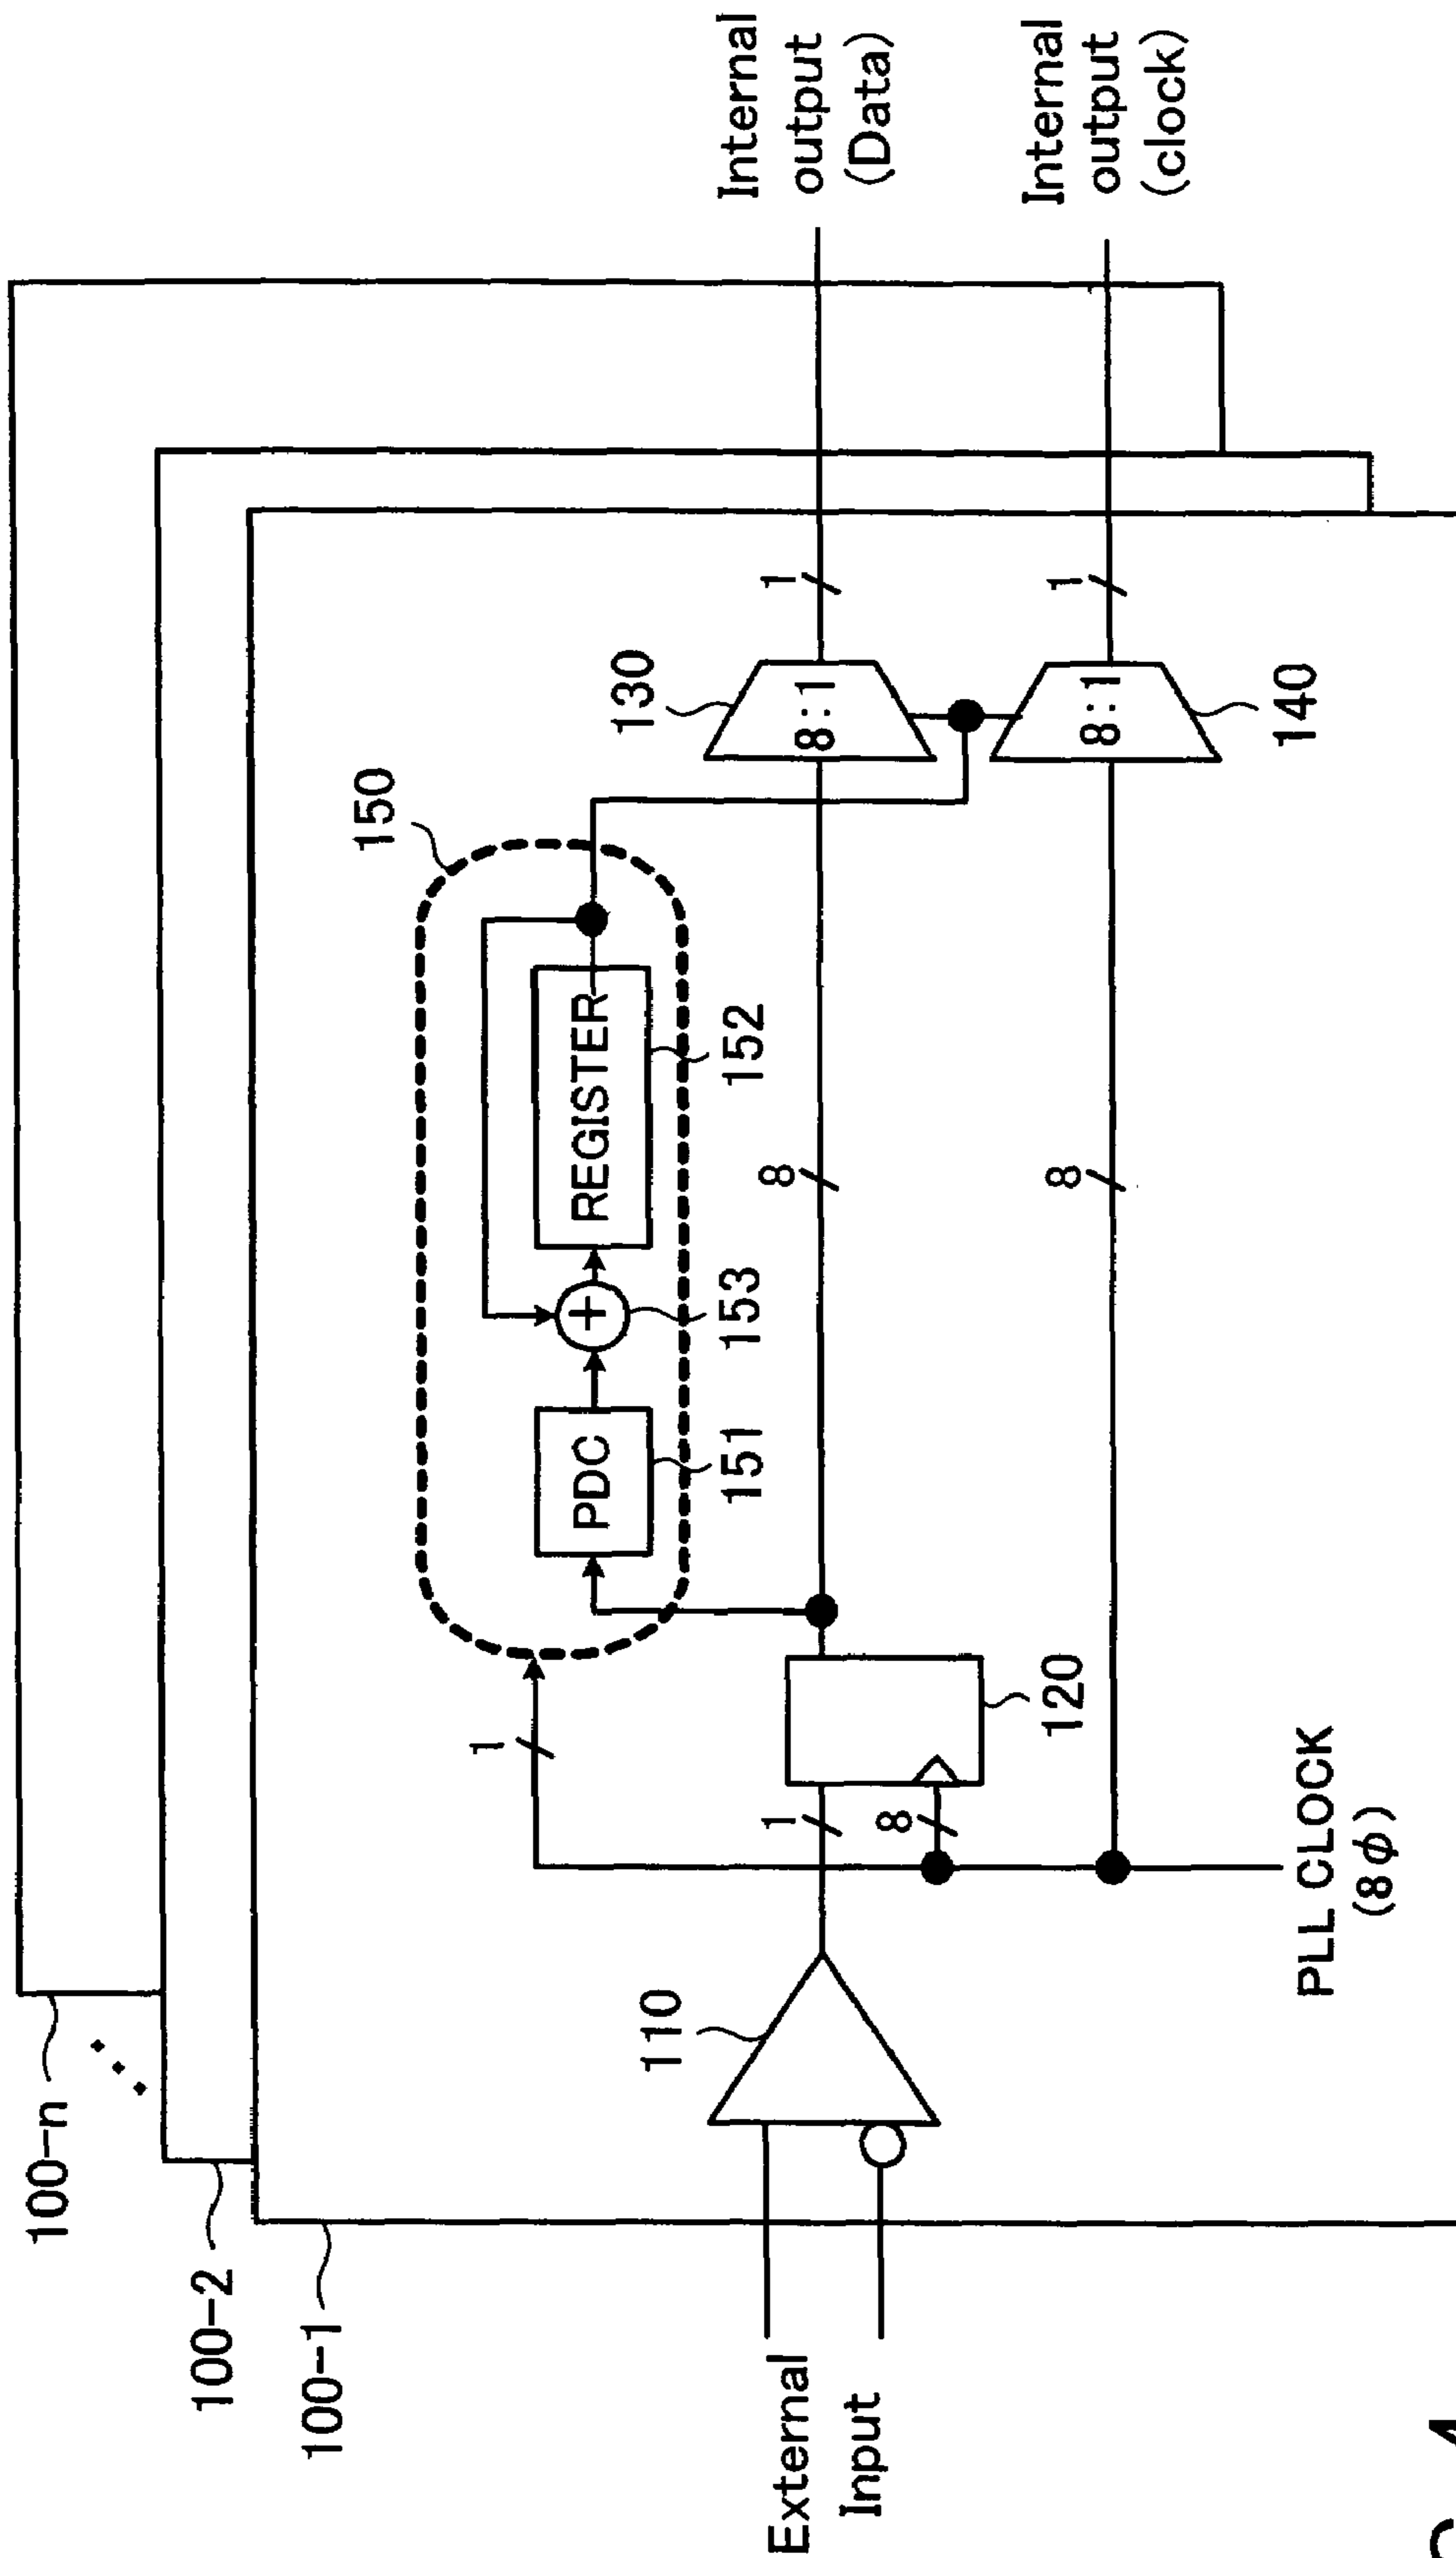 100-n
100-2
100-1
External
Input
110
PLL CLOCK
(8φ)
1
8
1
120
150
PDC
151
+
153
REGISTER
152
8
8
130
8:1
140
8:1
1
1
Internal
output
(Data)
Internal
output
(clock)